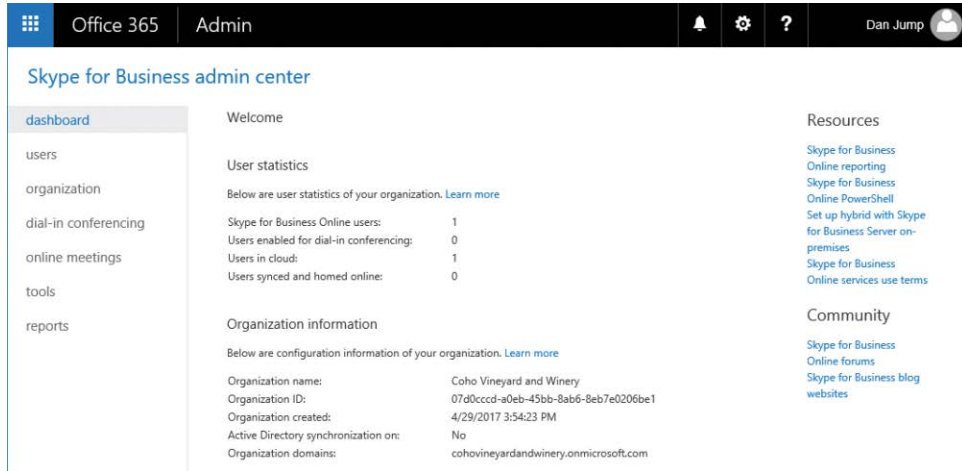 Office 365
Admin
?
Dan Jump
Skype for Business admin center
dashboard
users
organization
dial-in conferencing
online meetings
tools
reports
Welcome
User statistics
Below are user statistics of your organization. Learn more
Skype for Business Online users: 1
Users enabled for dial-in conferencing: 0
Users in cloud: 1
Users synced and homed online: 0
Organization information
Below are configuration information of your organization. Learn more
Organization name: Coho Vineyard and Winery
Organization ID: 07d0cccd-a0eb-45bb-8ab6-8eb7e0206be1
Organization created: 4/29/2017 3:54:23 PM
Active Directory synchronization on: No
Organization domains: cohovineyardandwinery.onmicrosoft.com
Resources
Skype for Business
Online reporting
Skype for Business
Online PowerShell
Set up hybrid with Skype
for Business Server on-
premises
Skype for Business
Online services use terms
Community
Skype for Business
Online forums
Skype for Business blog
websites